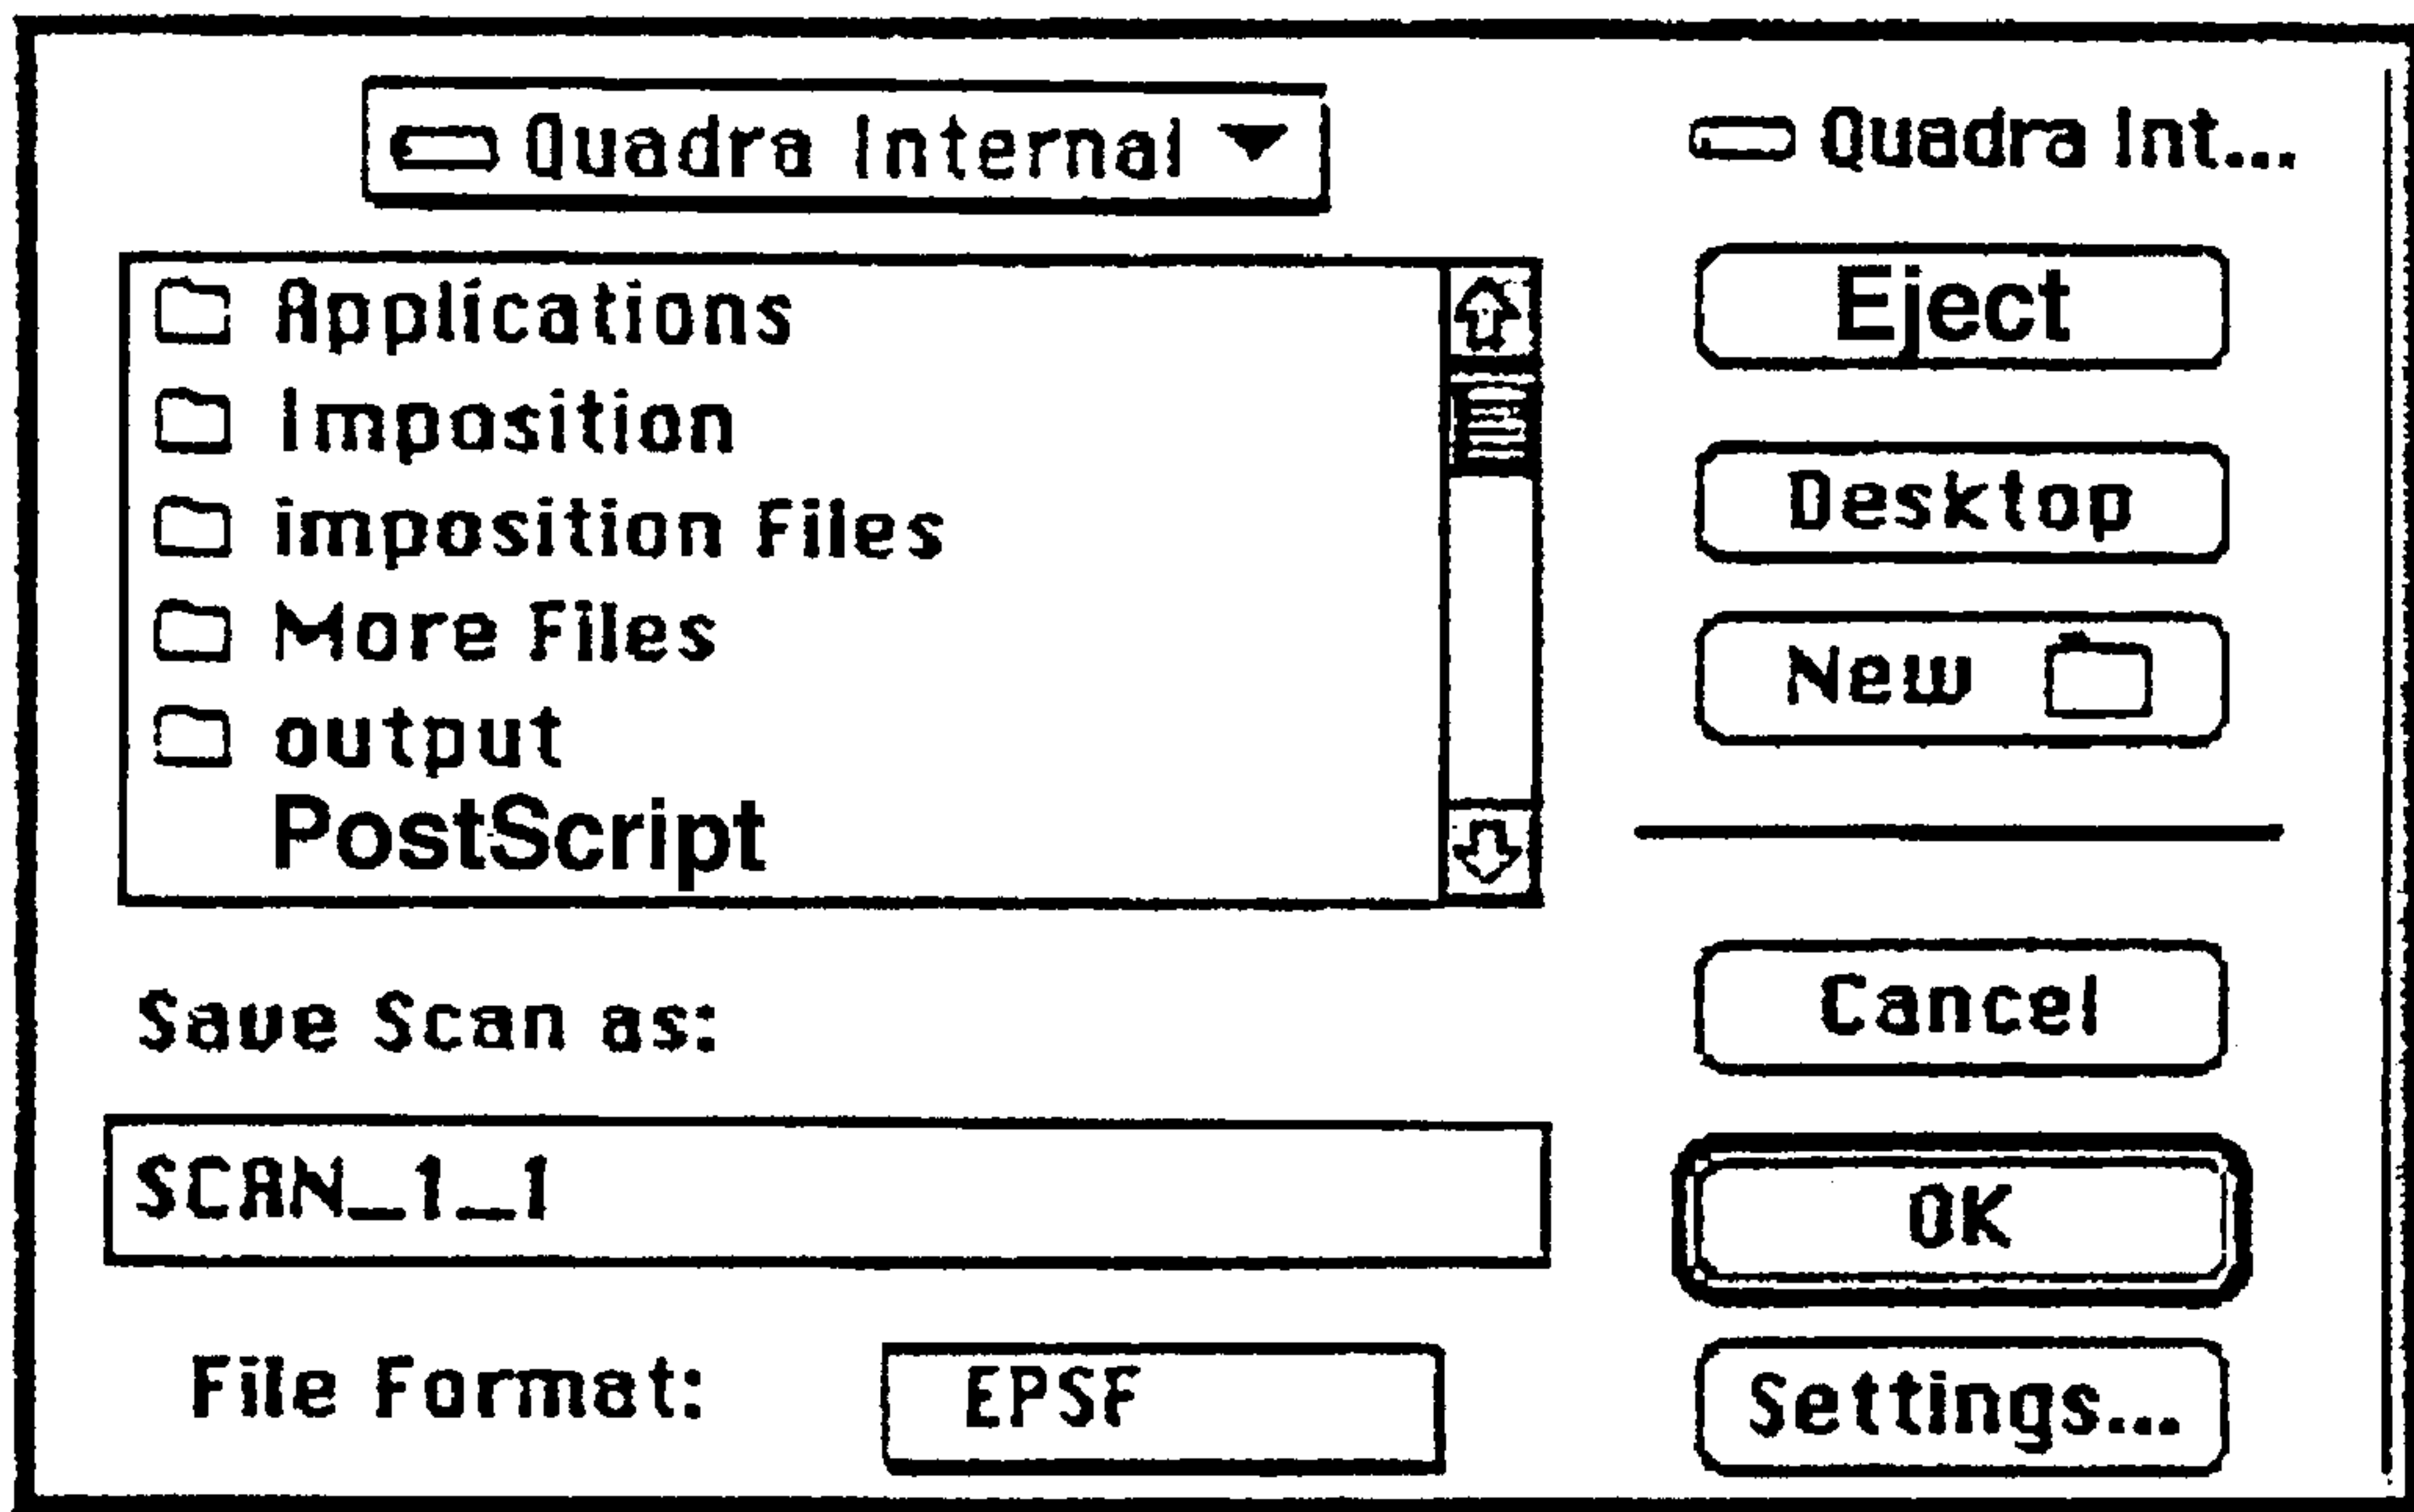 Quadra Internal
Quadra Int...
Applications
Imposition
imposition Files
More Files
output
PostScript
Eject
Desktop
New
Save Scan as:
SCAN_1_1
File Format:
EPSF
Cancel
OK
Settings...